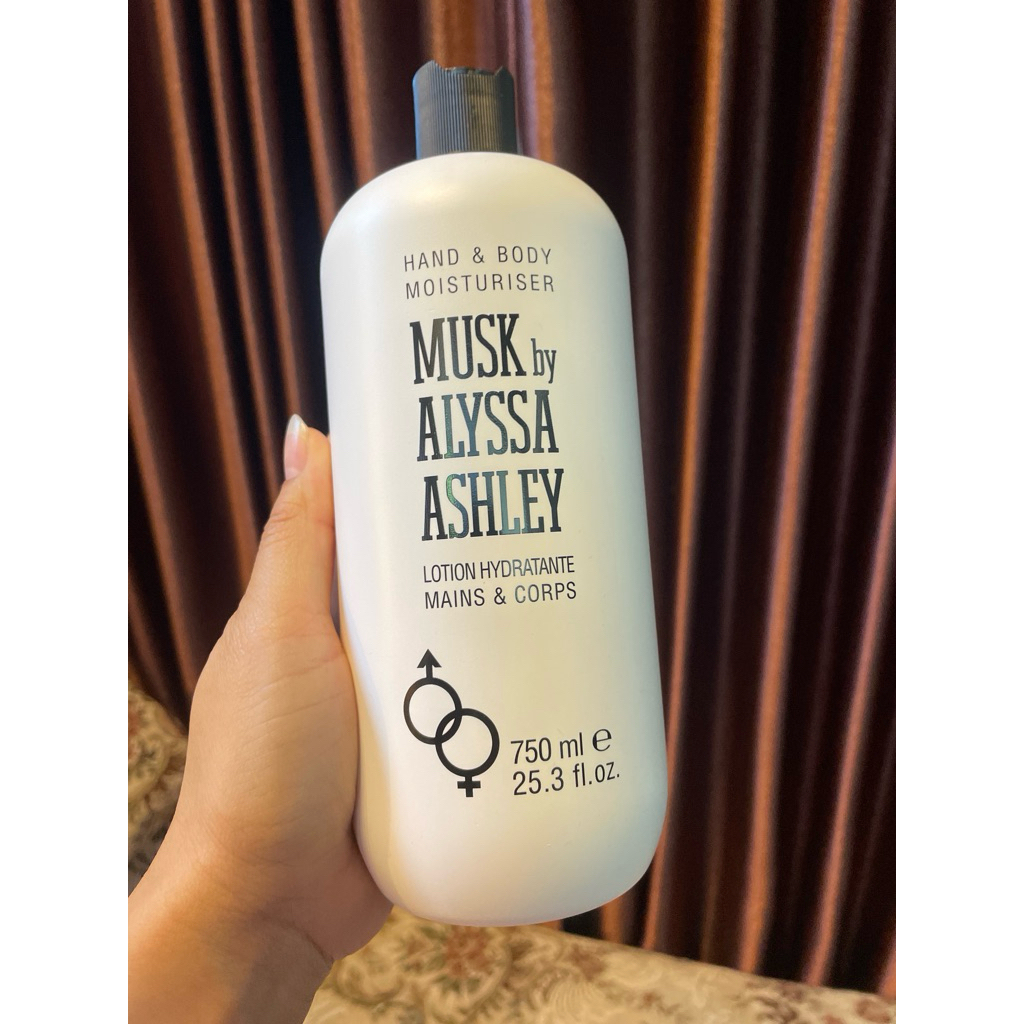 HAND & BODY
MOISTURISER
MUSK by
ALYSSA
ASHLEY
LOTION HYDRATANTE
MAINS & CORPS
750 ml ℮
25.3 fl.oz.